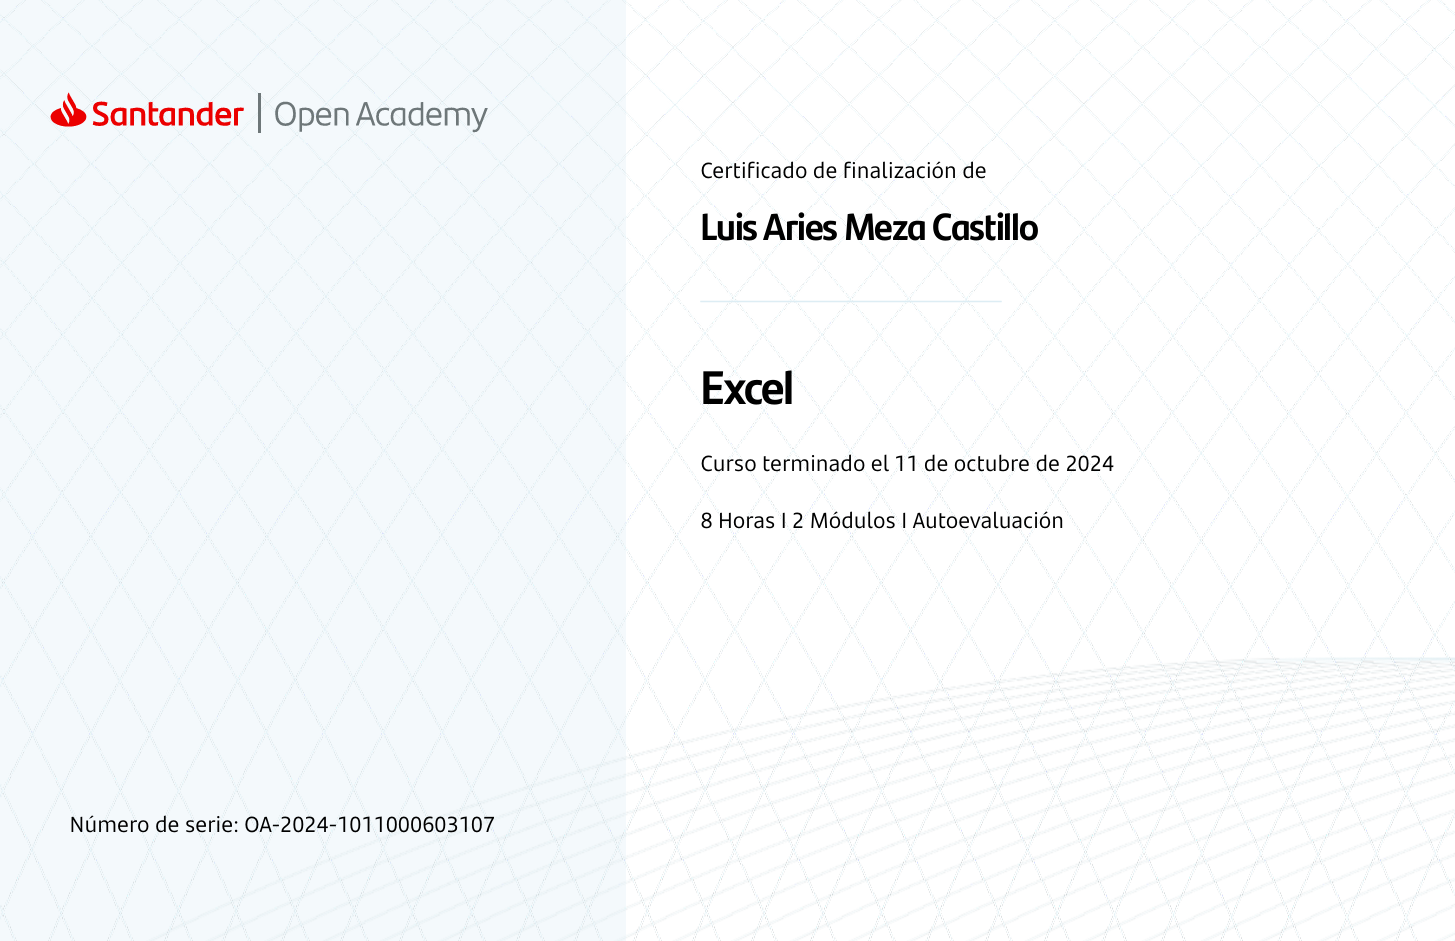 Santander | Open Academy
Certificado de finalización de
Luis Aries Meza Castillo
Excel
Curso terminado el 11 de octubre de 2024
8 Horas I 2 Módulos I Autoevaluación
Número de serie: OA-2024-1011000603107